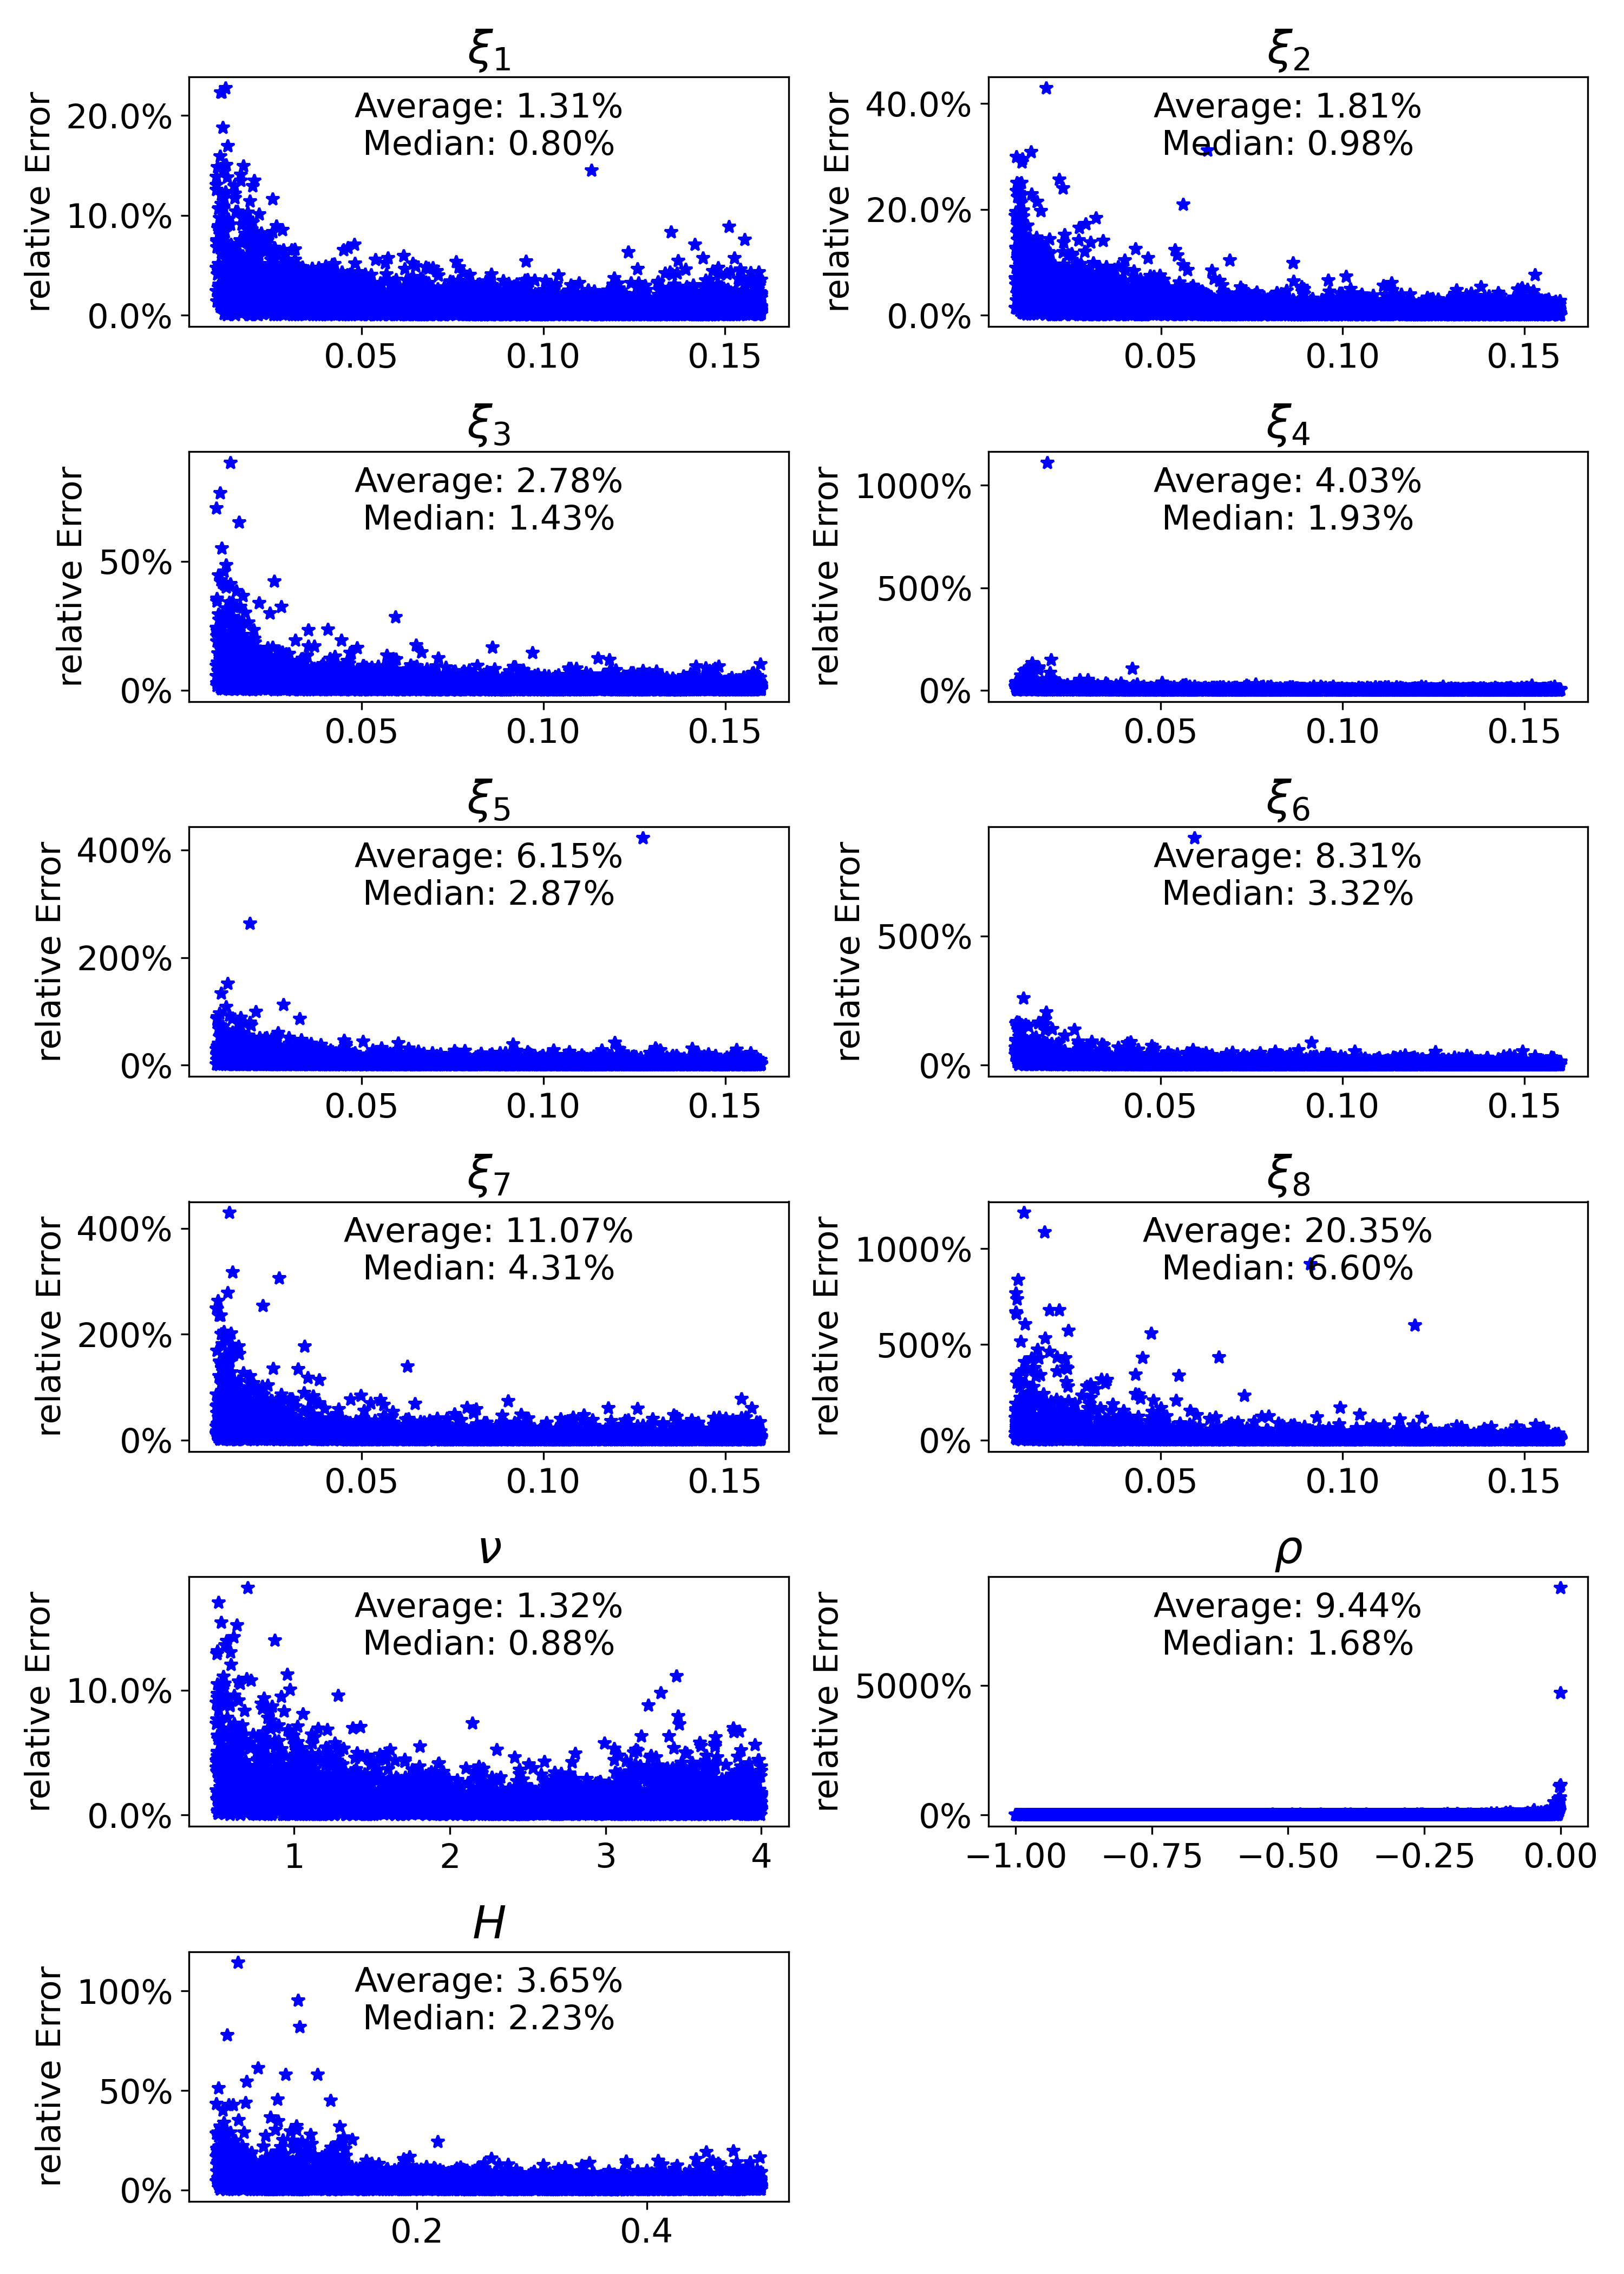 ξ1
relative Error
20.0%
10.0%
0.0%
Average: 1.31%
Median: 0.80%
0.05 0.10 0.15
ξ2
relative Error
40.0%
20.0%
0.0%
Average: 1.81%
Median: 0.98%
0.05 0.10 0.15
ξ3
relative Error
50%
0%
Average: 2.78%
Median: 1.43%
0.05 0.10 0.15
ξ4
relative Error
1000%
500%
0%
Average: 4.03%
Median: 1.93%
0.05 0.10 0.15
ξ5
relative Error
400%
200%
0%
Average: 6.15%
Median: 2.87%
0.05 0.10 0.15
ξ6
relative Error
500%
0%
Average: 8.31%
Median: 3.32%
0.05 0.10 0.15
ξ7
relative Error
400%
200%
0%
Average: 11.07%
Median: 4.31%
0.05 0.10 0.15
ξ8
relative Error
1000%
500%
0%
Average: 20.35%
Median: 6.60%
0.05 0.10 0.15
ν
relative Error
10.0%
0.0%
Average: 1.32%
Median: 0.88%
1 2 3 4
ρ
relative Error
5000%
0%
Average: 9.44%
Median: 1.68%
−1.00 −0.75 −0.50 −0.25 0.00
H
relative Error
100%
50%
0%
Average: 3.65%
Median: 2.23%
0.2 0.4